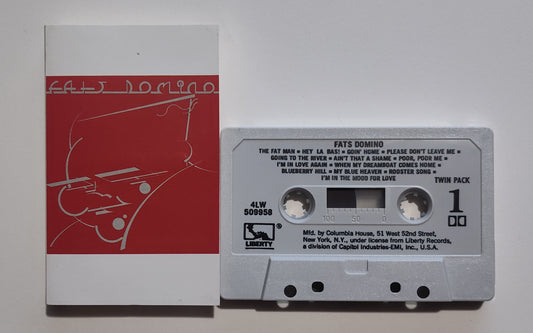 FATS DOMINO
FATS DOMINO
THE FAT MAN • HEY LA BAS! • GOIN' HOME • PLEASE DON'T LEAVE ME •
GOING TO THE RIVER • AIN'T THAT A SHAME • POOR, POOR ME •
I'M IN LOVE AGAIN • WHEN MY DREAMBOAT COMES HOME •
BLUEBERRY HILL • MY BLUE HEAVEN • ROOSTER SONG •
I'M IN THE MOOD FOR LOVE
TWIN PACK
1
4LW
509958
100 50 0
LIBERTY
Mfd. by Columbia House, 51 West 52nd Street,
New York, N.Y., under license from Liberty Records,
a division of Capitol Industries-EMI, Inc., U.S.A.